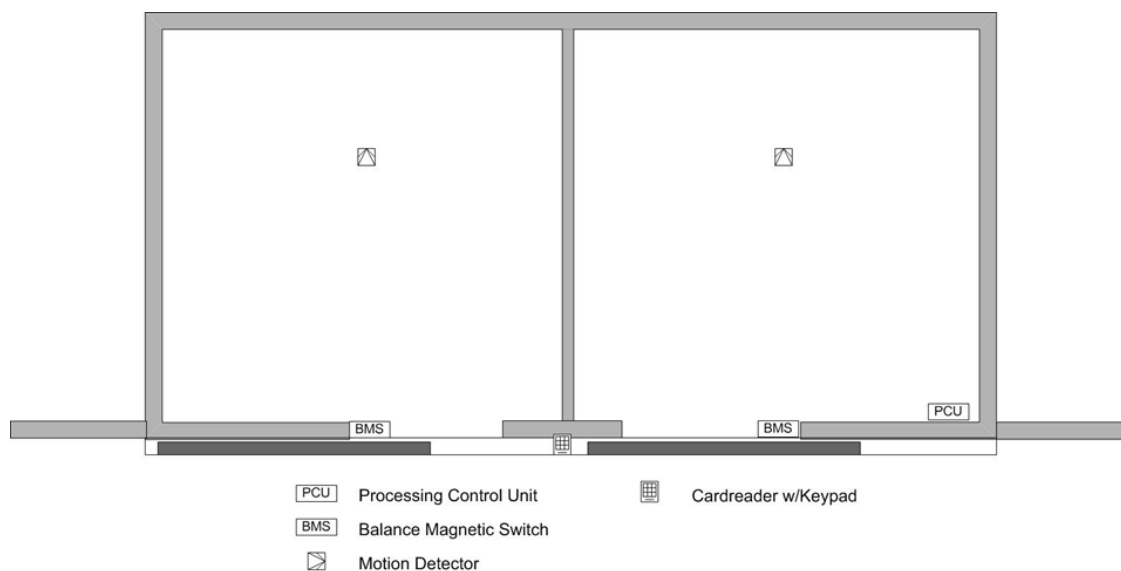 PCU
BMS
BMS
PCU Processing Control Unit
Cardreader w/Keypad
BMS Balance Magnetic Switch
Motion Detector